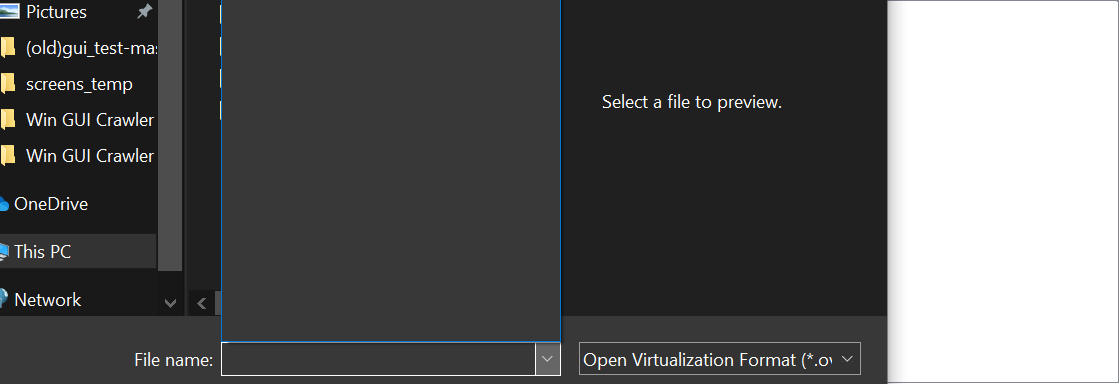 Pictures
(old)gui_test-mas
screens_temp
Win GUI Crawler
Win GUI Crawler
OneDrive
This PC
Network
Select a file to preview.
File name:
Open Virtualization Format (*.ov